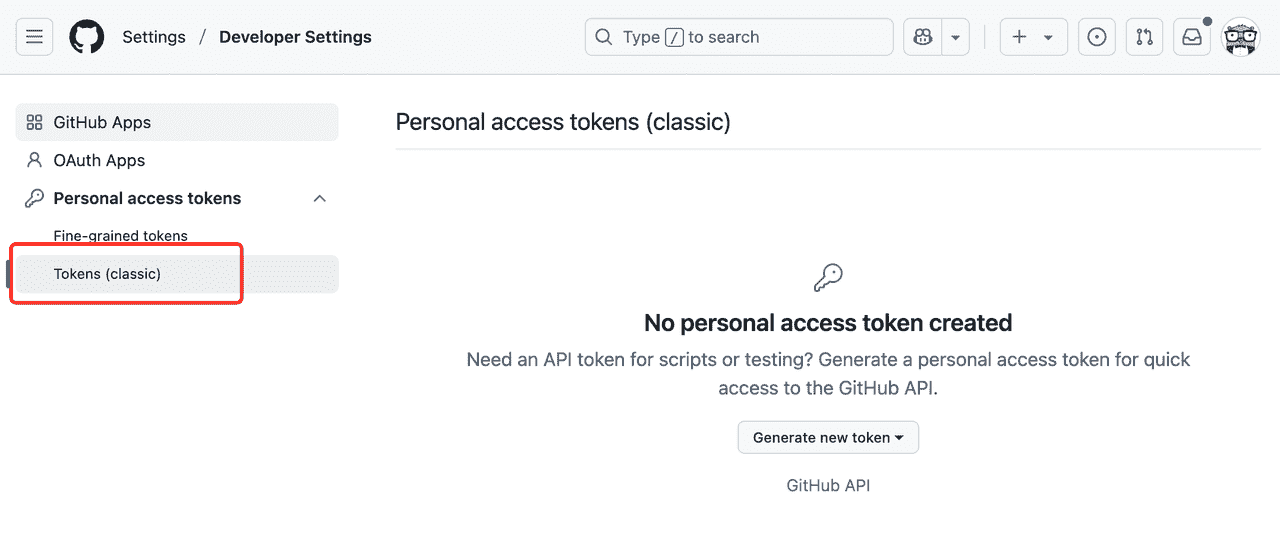 Settings / Developer Settings
Type / to search
GitHub Apps
OAuth Apps
Personal access tokens
Fine-grained tokens
Tokens (classic)
Personal access tokens (classic)
No personal access token created
Need an API token for scripts or testing? Generate a personal access token for quick
access to the GitHub API.
Generate new token
GitHub API